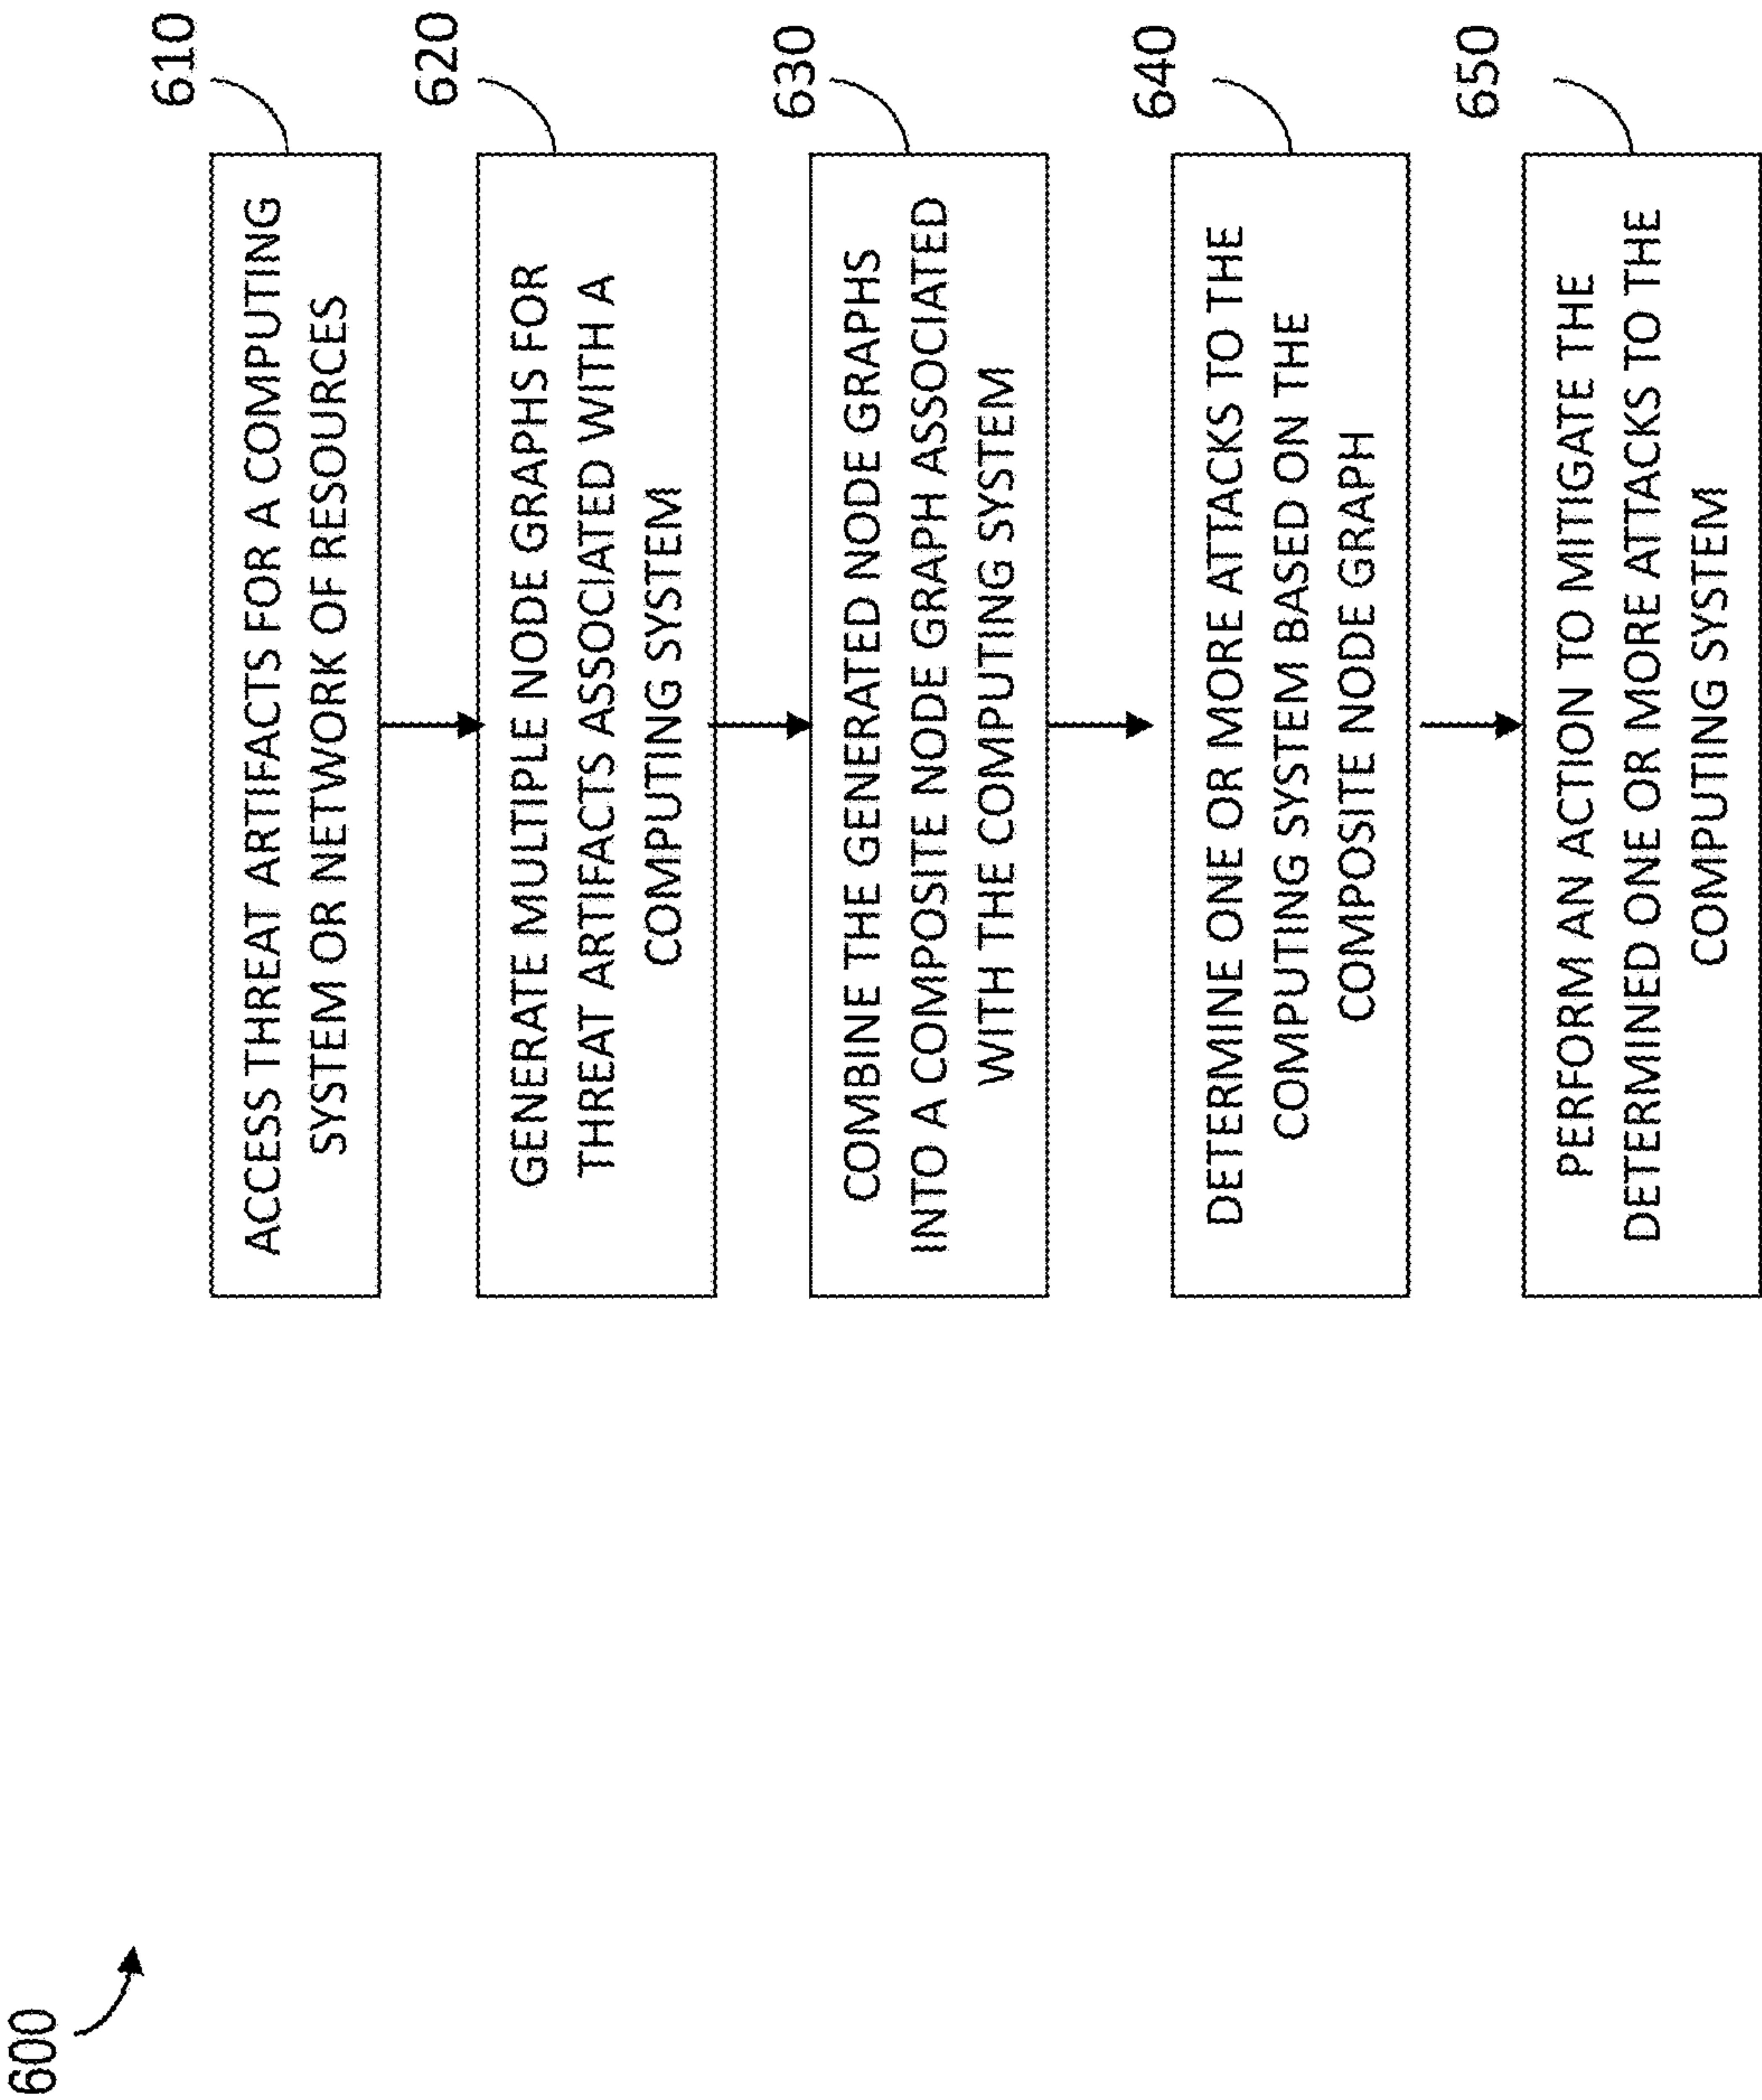 600
610
ACCESS THREAT ARTIFACTS FOR A COMPUTING
SYSTEM OR NETWORK OF RESOURCES
620
GENERATE MULTIPLE NODE GRAPHS FOR
THREAT ARTIFACTS ASSOCIATED WITH A
COMPUTING SYSTEM
630
COMBINE THE GENERATED NODE GRAPHS
INTO A COMPOSITE NODE GRAPH ASSOCIATED
WITH THE COMPUTING SYSTEM
640
DETERMINE ONE OR MORE ATTACKS TO THE
COMPUTING SYSTEM BASED ON THE
COMPOSITE NODE GRAPH
650
PERFORM AN ACTION TO MITIGATE THE
DETERMINED ONE OR MORE ATTACKS TO THE
COMPUTING SYSTEM